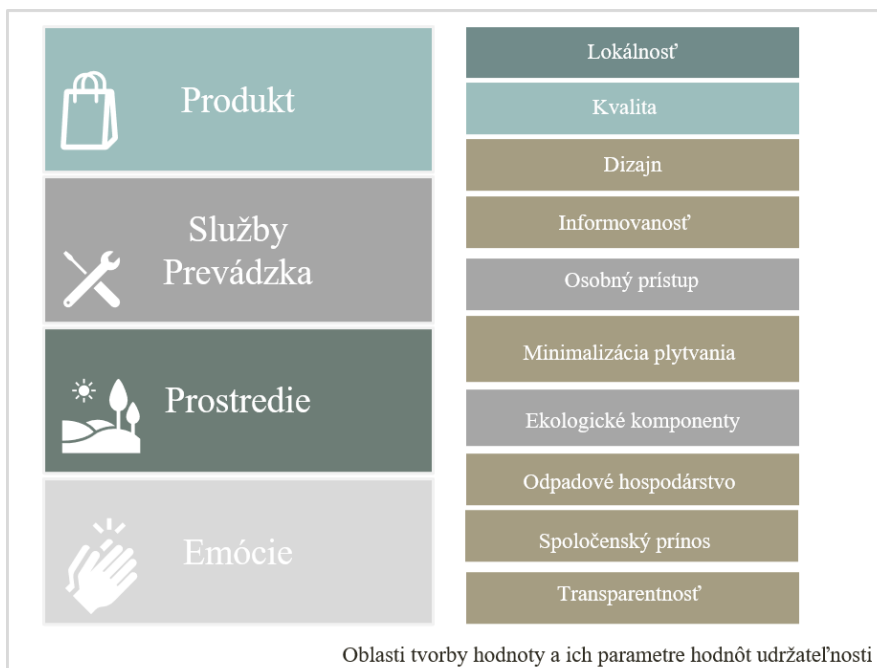 Produkt
Služby
Prevádzka
Prostredie
Emócie
Lokálnosť
Kvalita
Dizajn
Informovanosť
Osobný prístup
Minimalizácia plytvania
Ekologické komponenty
Odpadové hospodárstvo
Spoločenský prínos
Transparentnosť
Oblasti tvorby hodnoty a ich parametre hodnôt udržateľnosti